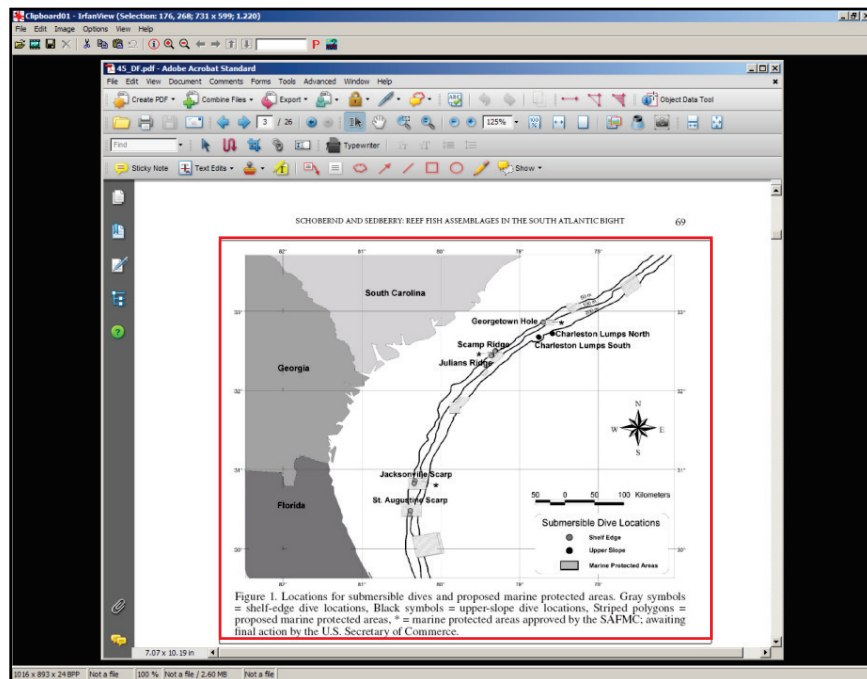 Clipboard01 - IrfanView (Selection: 176, 268; 731 x 599; 1.220)
File Edit Image Options View Help
P
45_DF.pdf - Adobe Acrobat Standard
File Edit View Document Comments Forms Tools Advanced Window Help
Create PDF Combine Files Export Object Data Tool
3 / 26 125%
Find Typewriter
Sticky Note Text Edits Show
SCHOBERND AND SEDBERRY: REEF FISH ASSEMBLAGES IN THE SOUTH ATLANTIC BIGHT 69
South Carolina
Georgetown Hole
Charleston Lumps North
Scamp Ridge
Charleston Lumps South
Julians Ridge
Georgia
N
W E
S
Jacksonville Scarp
St. Augustine Scarp
Florida
50 0 50 100 Kilometers
Submersible Dive Locations
Shelf Edge
Upper Slope
Marine Protected Areas
Figure 1. Locations for submersible dives and proposed marine protected areas. Gray symbols
= shelf-edge dive locations, Black symbols = upper-slope dive locations, Striped polygons =
proposed marine protected areas, * = marine protected areas approved by the SAFMC; awaiting
final action by the U.S. Secretary of Commerce.
7.07 x 10.19 in
1016 x 893 x 24 BPP Not a file 100 % Not a file / 2.60 MB Not a file